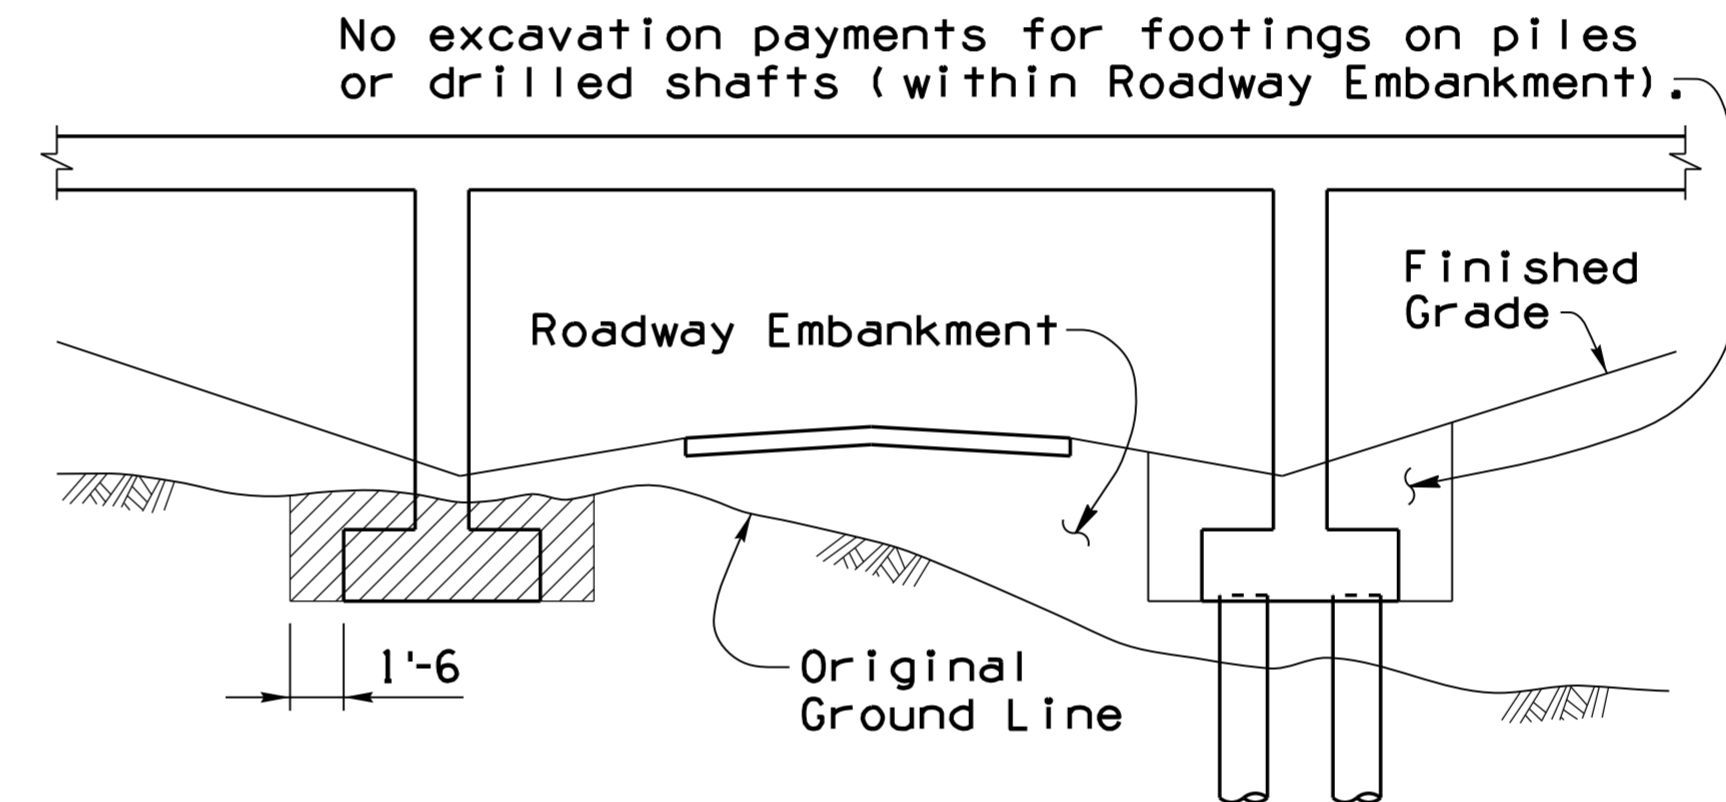 No excavation payments for footings on piles
or drilled shafts (within Roadway Embankment).
Finished
Grade
Roadway Embankment
1'-6
Original
Ground Line